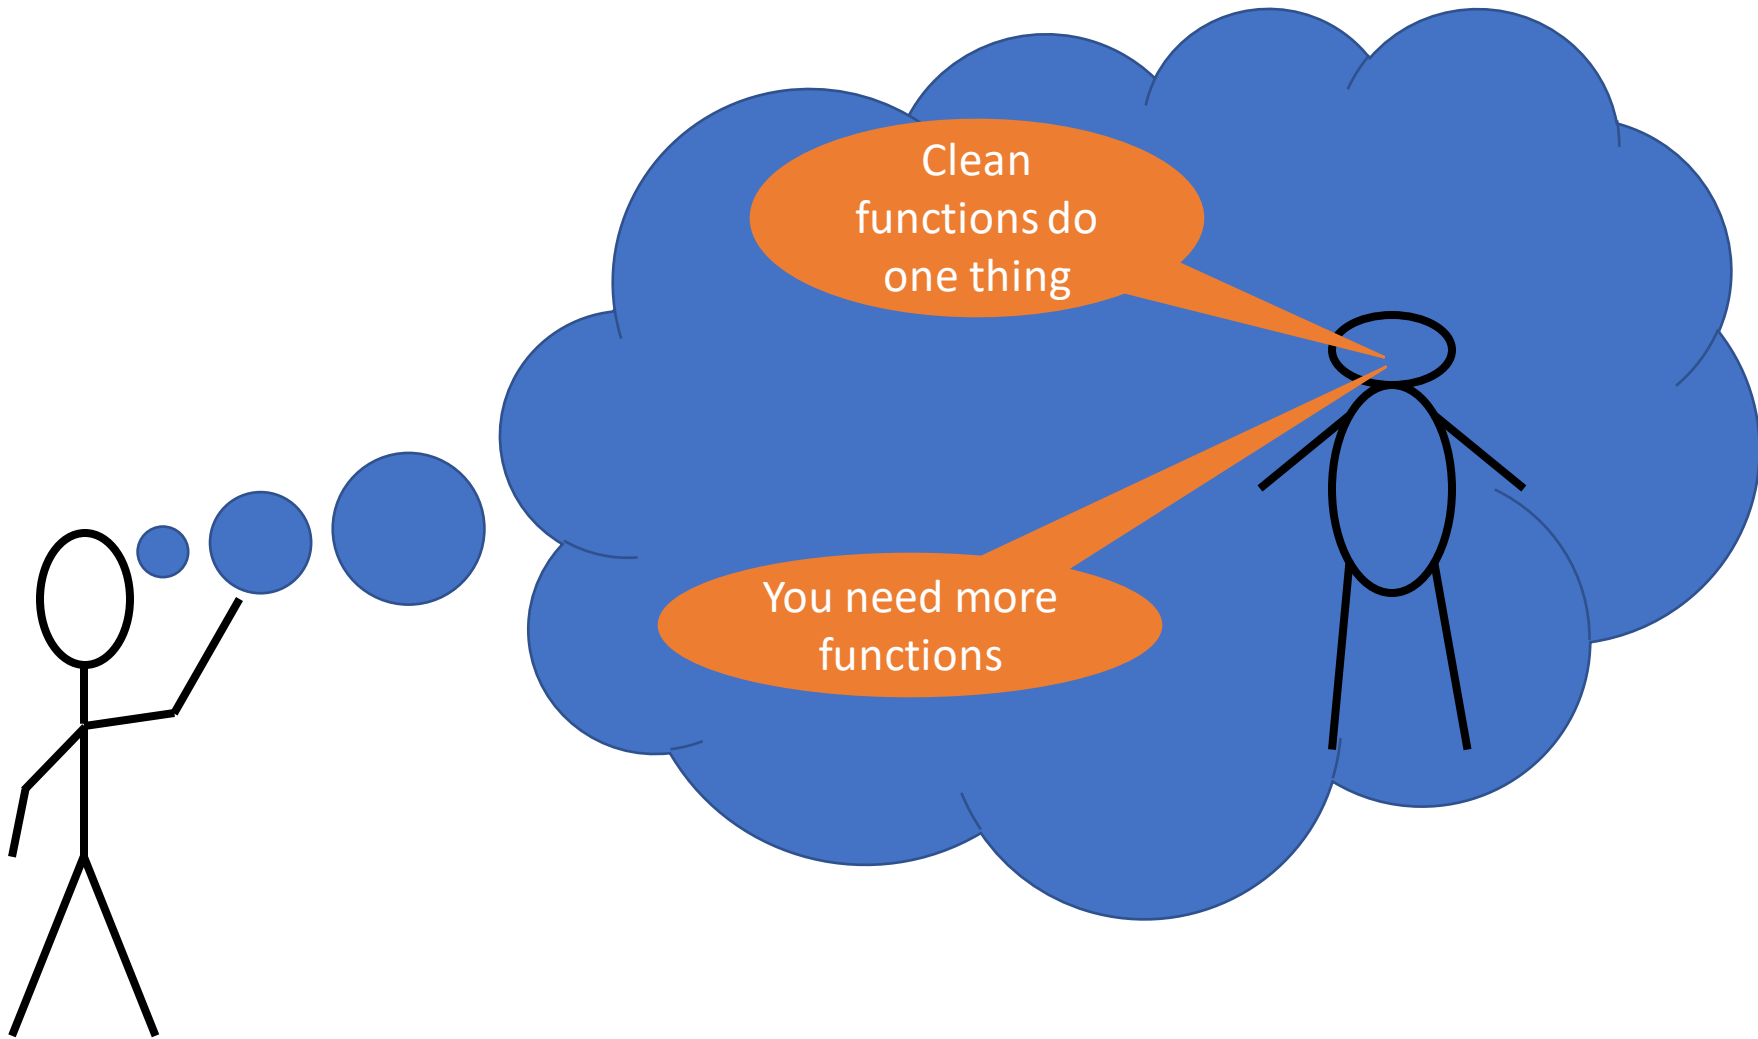 Clean
functions do
one thing
You need more
functions